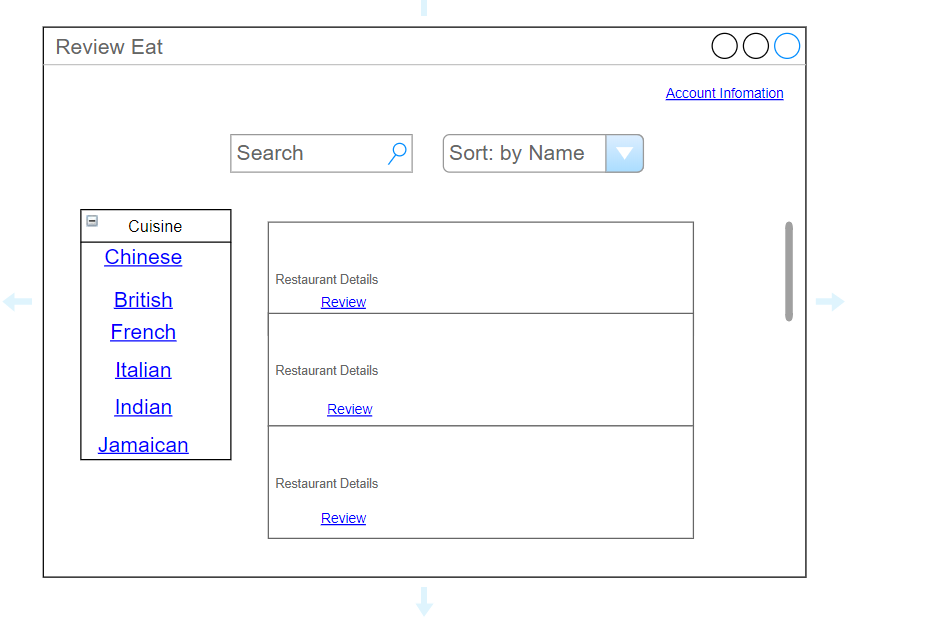 Review Eat
Account Infomation
Search
Sort: by Name
Cuisine
Chinese
British
French
Italian
Indian
Jamaican
Restaurant Details
Review
Restaurant Details
Review
Restaurant Details
Review